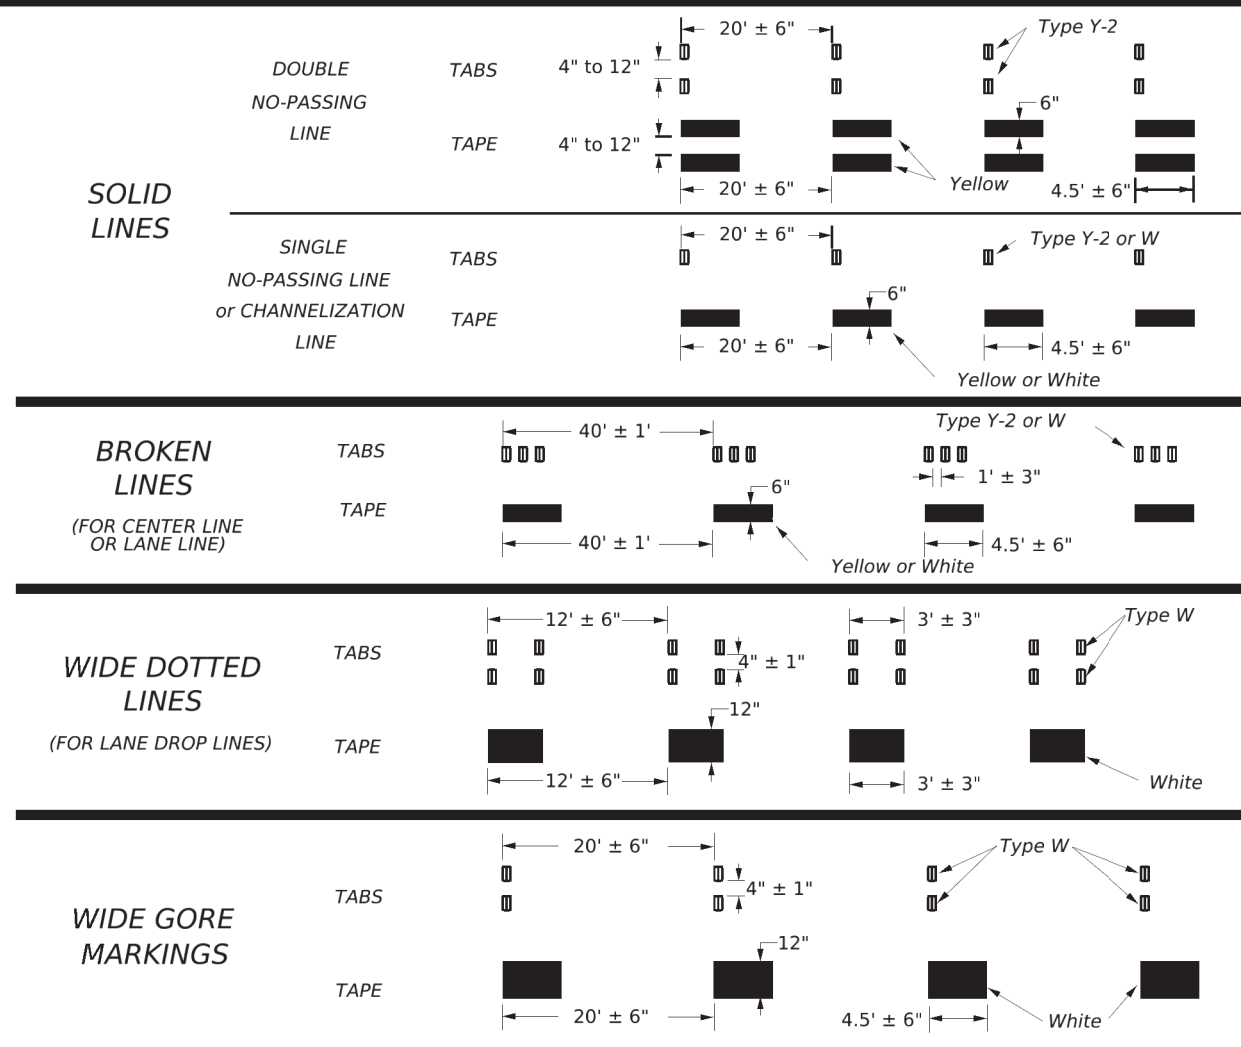 SOLID
LINES
DOUBLE
NO-PASSING
LINE
TABS
20' ± 6"
Type Y-2
4" to 12"
TAPE
6"
4" to 12"
Yellow
20' ± 6"
4.5' ± 6"
SINGLE
NO-PASSING LINE
or CHANNELIZATION
LINE
TABS
20' ± 6"
Type Y-2 or W
TAPE
6"
20' ± 6"
4.5' ± 6"
Yellow or White
BROKEN
LINES
(FOR CENTER LINE
OR LANE LINE)
TABS
40' ± 1'
Type Y-2 or W
1' ± 3"
TAPE
6"
40' ± 1'
4.5' ± 6"
Yellow or White
WIDE DOTTED
LINES
(FOR LANE DROP LINES)
TABS
12' ± 6"
3' ± 3"
Type W
4" ± 1"
TAPE
12"
12' ± 6"
3' ± 3"
White
WIDE GORE
MARKINGS
TABS
20' ± 6"
Type W
4" ± 1"
TAPE
12"
20' ± 6"
4.5' ± 6"
White